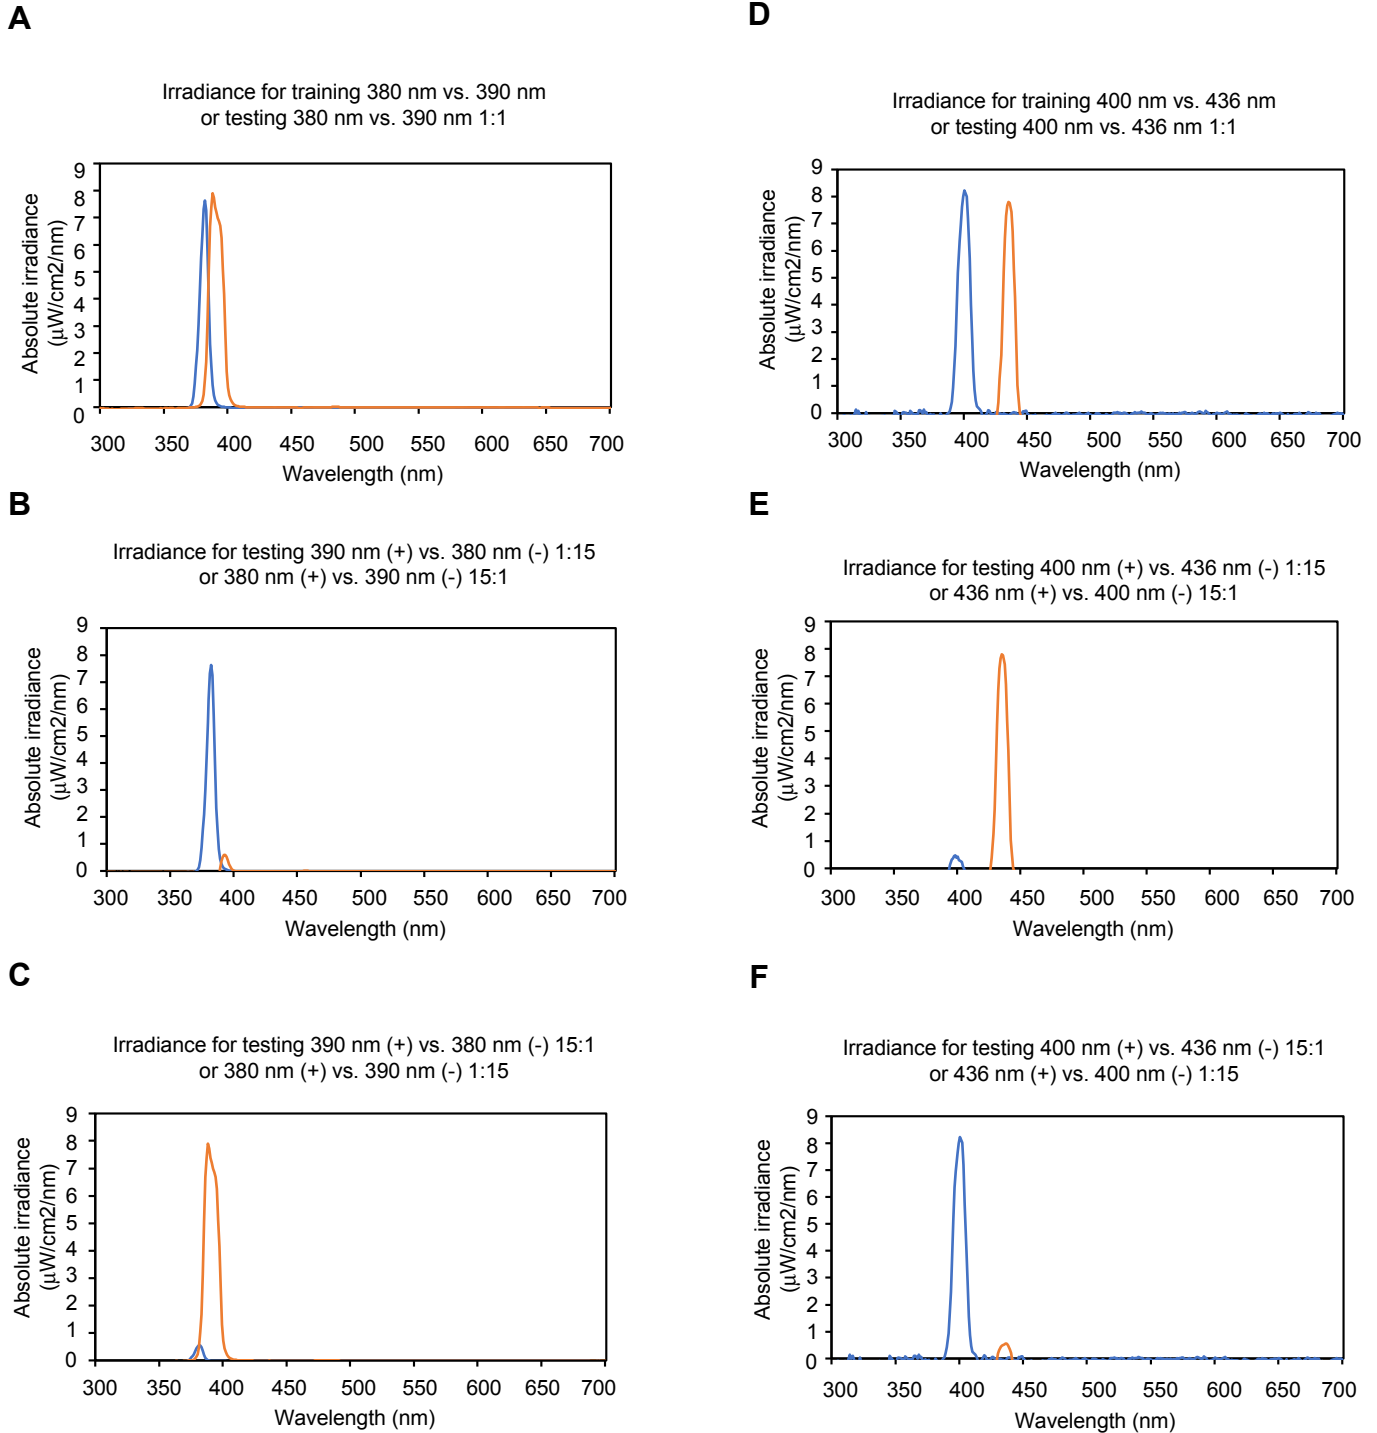 A
Irradiance for training 380 nm vs. 390 nm
or testing 380 nm vs. 390 nm 1:1
9
8
7
6
5
4
3
2
1
0
Absolute irradiance
(µW/cm2/nm)
300 350 400 450 500 550 600 650 700
Wavelength (nm)
B
Irradiance for testing 390 nm (+) vs. 380 nm (-) 1:15
or 380 nm (+) vs. 390 nm (-) 15:1
9
8
7
6
5
4
3
2
1
0
Absolute irradiance
(µW/cm2/nm)
300 350 400 450 500 550 600 650 700
Wavelength (nm)
C
Irradiance for testing 390 nm (+) vs. 380 nm (-) 15:1
or 380 nm (+) vs. 390 nm (-) 1:15
9
8
7
6
5
4
3
2
1
0
Absolute irradiance
(µW/cm2/nm)
300 350 400 450 500 550 600 650 700
Wavelength (nm)
D
Irradiance for training 400 nm vs. 436 nm
or testing 400 nm vs. 436 nm 1:1
9
8
7
6
5
4
3
2
1
0
Absolute irradiance
(µW/cm2/nm)
300 350 400 450 500 550 600 650 700
Wavelength (nm)
E
Irradiance for testing 400 nm (+) vs. 436 nm (-) 1:15
or 436 nm (+) vs. 400 nm (-) 15:1
9
8
7
6
5
4
3
2
1
0
Absolute irradiance
(µW/cm2/nm)
300 350 400 450 500 550 600 650 700
Wavelength (nm)
F
Irradiance for testing 400 nm (+) vs. 436 nm (-) 15:1
or 436 nm (+) vs. 400 nm (-) 1:15
9
8
7
6
5
4
3
2
1
0
Absolute irradiance
(µW/cm2/nm)
300 350 400 450 500 550 600 650 700
Wavelength (nm)